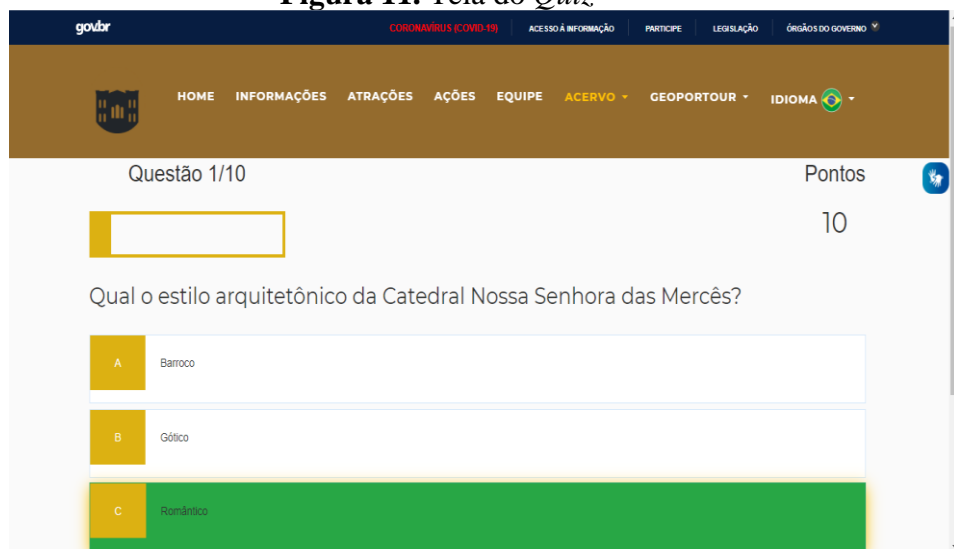 Figura 11. Tela do Quiz
govbr CORONAVÍRUS (COVID-19) ACESSO À INFORMAÇÃO PARTICIPE LEGISLAÇÃO ÓRGÃOS DO GOVERNO
HOME INFORMAÇÕES ATRAÇÕES AÇÕES EQUIPE ACERVO GEOPORTOUR IDIOMA
Questão 1/10 Pontos
10
Qual o estilo arquitetônico da Catedral Nossa Senhora das Mercês?
A Barroco
B Gótico
C Romântico